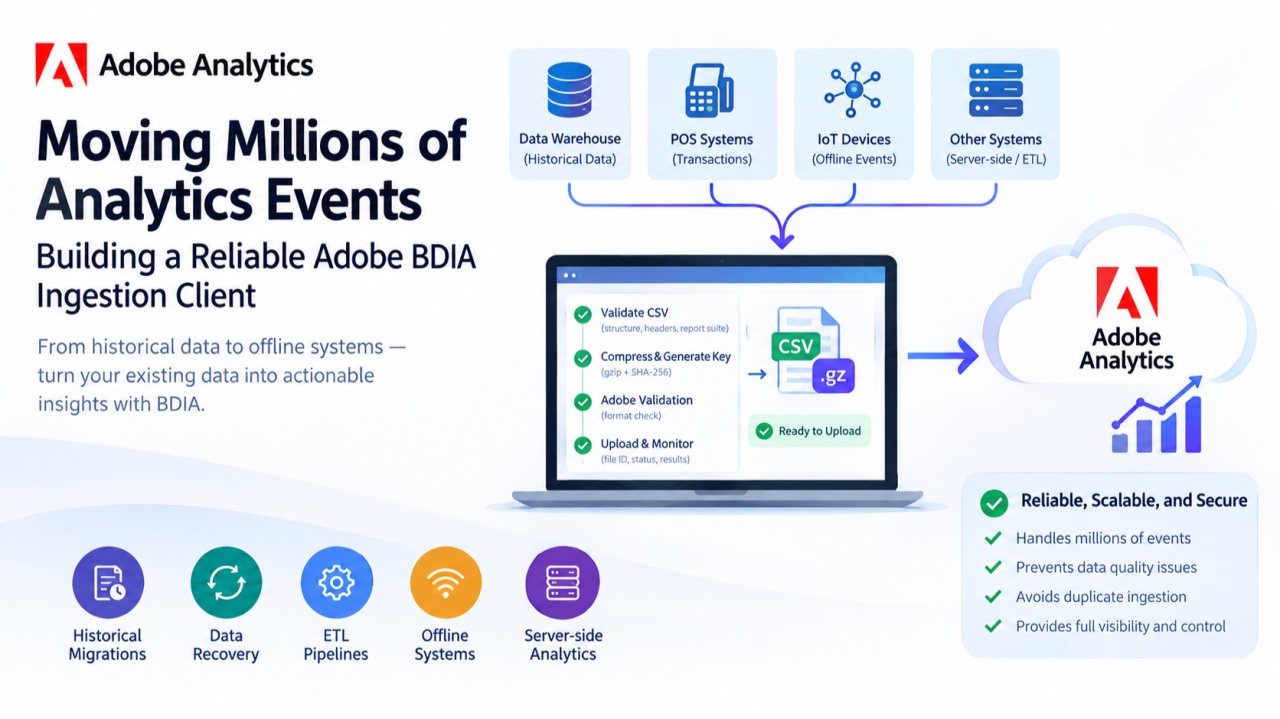 Adobe Analytics
Moving Millions of
Analytics Events
Building a Reliable Adobe BDIA
Ingestion Client
From historical data to offline systems —
turn your existing data into actionable
insights with BDIA.
Data Warehouse
(Historical Data)
POS Systems
(Transactions)
IoT Devices
(Offline Events)
Other Systems
(Server-side / ETL)
Validate CSV
(structure, headers, report suite)
Compress & Generate Key
(gzip + SHA-256)
Adobe Validation
(format check)
Upload & Monitor
(file ID, status, results)
CSV
.gz
Ready to Upload
Adobe
Analytics
Reliable, Scalable, and Secure
Handles millions of events
Prevents data quality issues
Avoids duplicate ingestion
Provides full visibility and control
Historical
Migrations
Data
Recovery
ETL
Pipelines
Offline
Systems
Server-side
Analytics